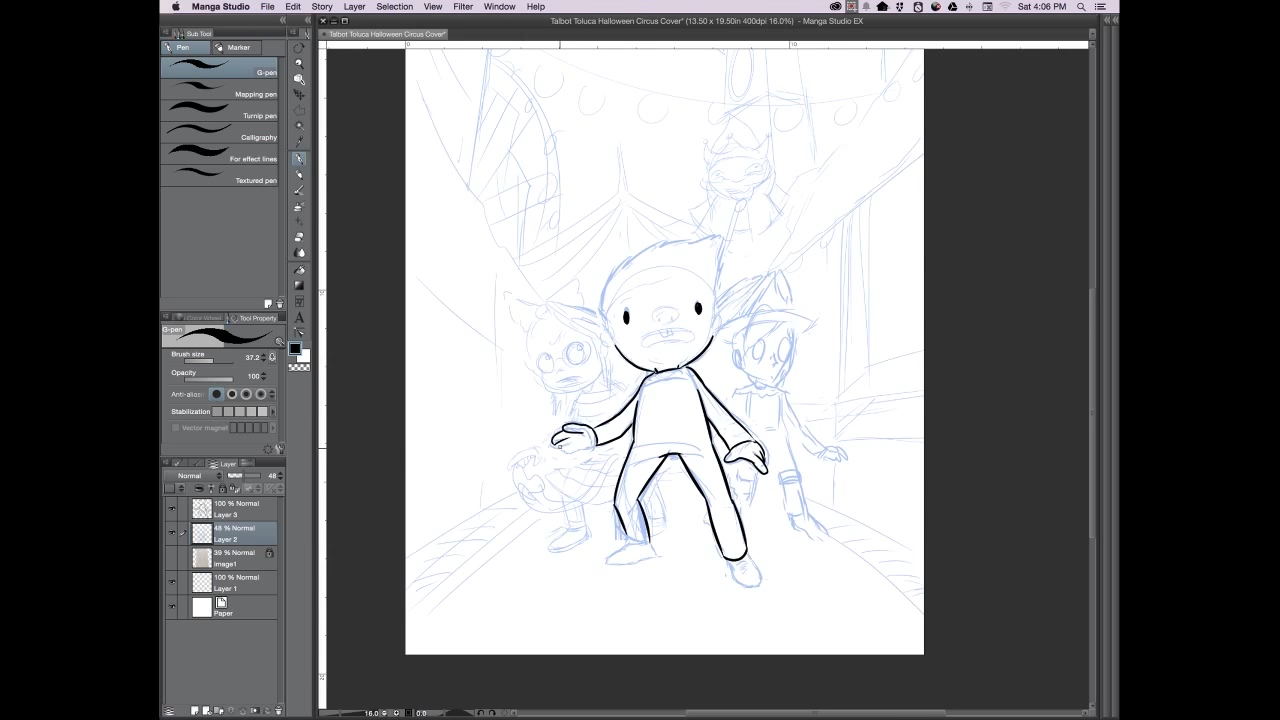 Manga Studio File Edit Story Layer Selection View Filter Window Help Sat 4:06 PM
Talbot Toluca Halloween Circus Cover* (13.50 x 19.50in 400dpi 16.0%) - Manga Studio EX
Sub Tool
Talbot Toluca Halloween Circus Cover*
Pen Marker
G-pen
Mapping pen
Turnip pen
Calligraphy
For effect lines
Textured pen
Tool Property
G-pen
Brush size 37.2
Opacity 100
Anti-alias
Stabilization
Vector magnet
Layer
Normal 48
100 % Normal
Layer 3
48 % Normal
Layer 2
39 % Normal
Image1
100 % Normal
Layer 1
Paper
16.0 0.0